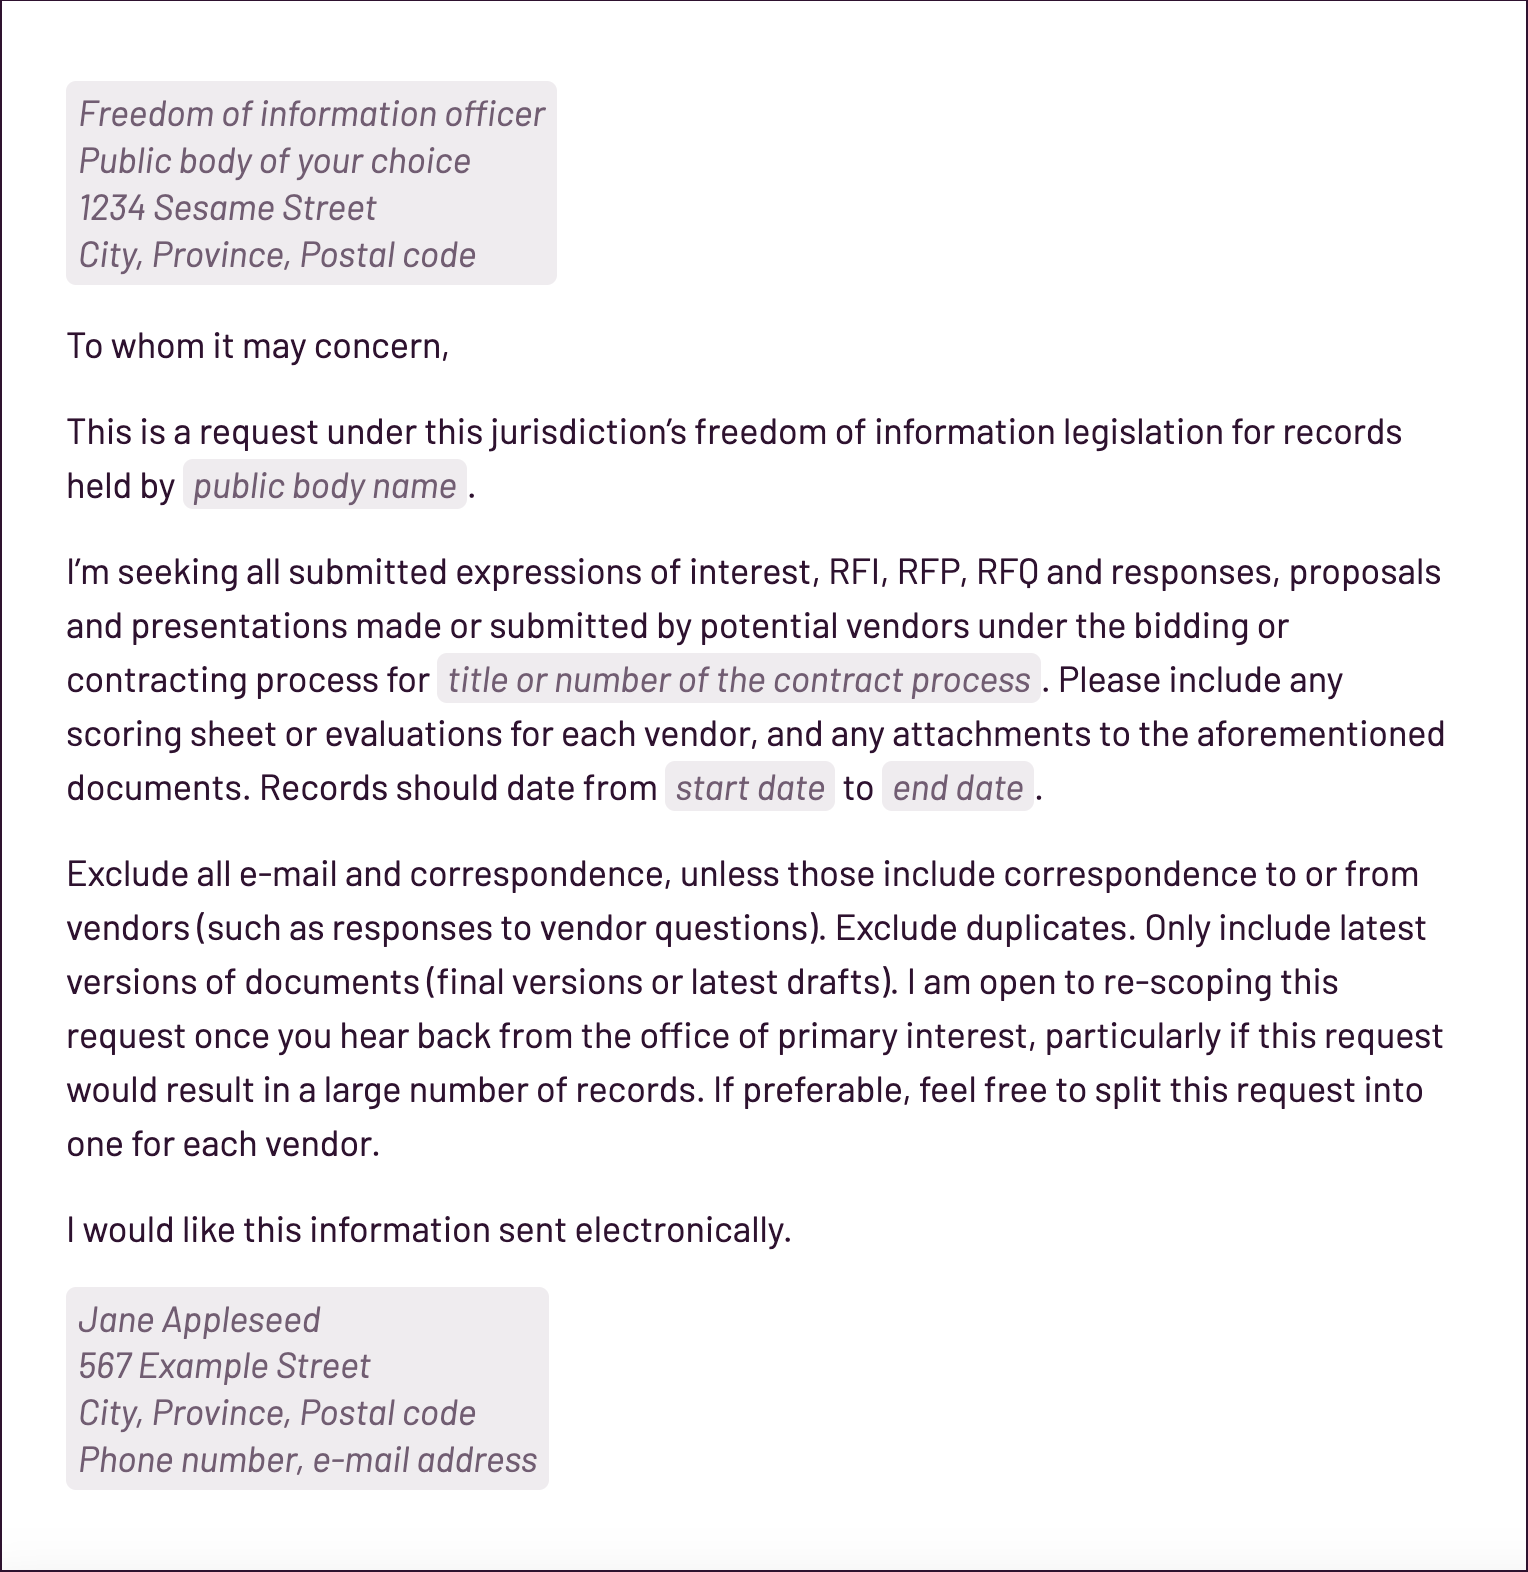 Freedom of information officer
Public body of your choice
1234 Sesame Street
City, Province, Postal code
To whom it may concern,
This is a request under this jurisdiction’s freedom of information legislation for records
held by public body name.
I’m seeking all submitted expressions of interest, RFI, RFP, RFQ and responses, proposals
and presentations made or submitted by potential vendors under the bidding or
contracting process for title or number of the contract process. Please include any
scoring sheet or evaluations for each vendor, and any attachments to the aforementioned
documents. Records should date from start date to end date.
Exclude all e-mail and correspondence, unless those include correspondence to or from
vendors (such as responses to vendor questions). Exclude duplicates. Only include latest
versions of documents (final versions or latest drafts). I am open to re-scoping this
request once you hear back from the office of primary interest, particularly if this request
would result in a large number of records. If preferable, feel free to split this request into
one for each vendor.
I would like this information sent electronically.
Jane Appleseed
567 Example Street
City, Province, Postal code
Phone number, e-mail address